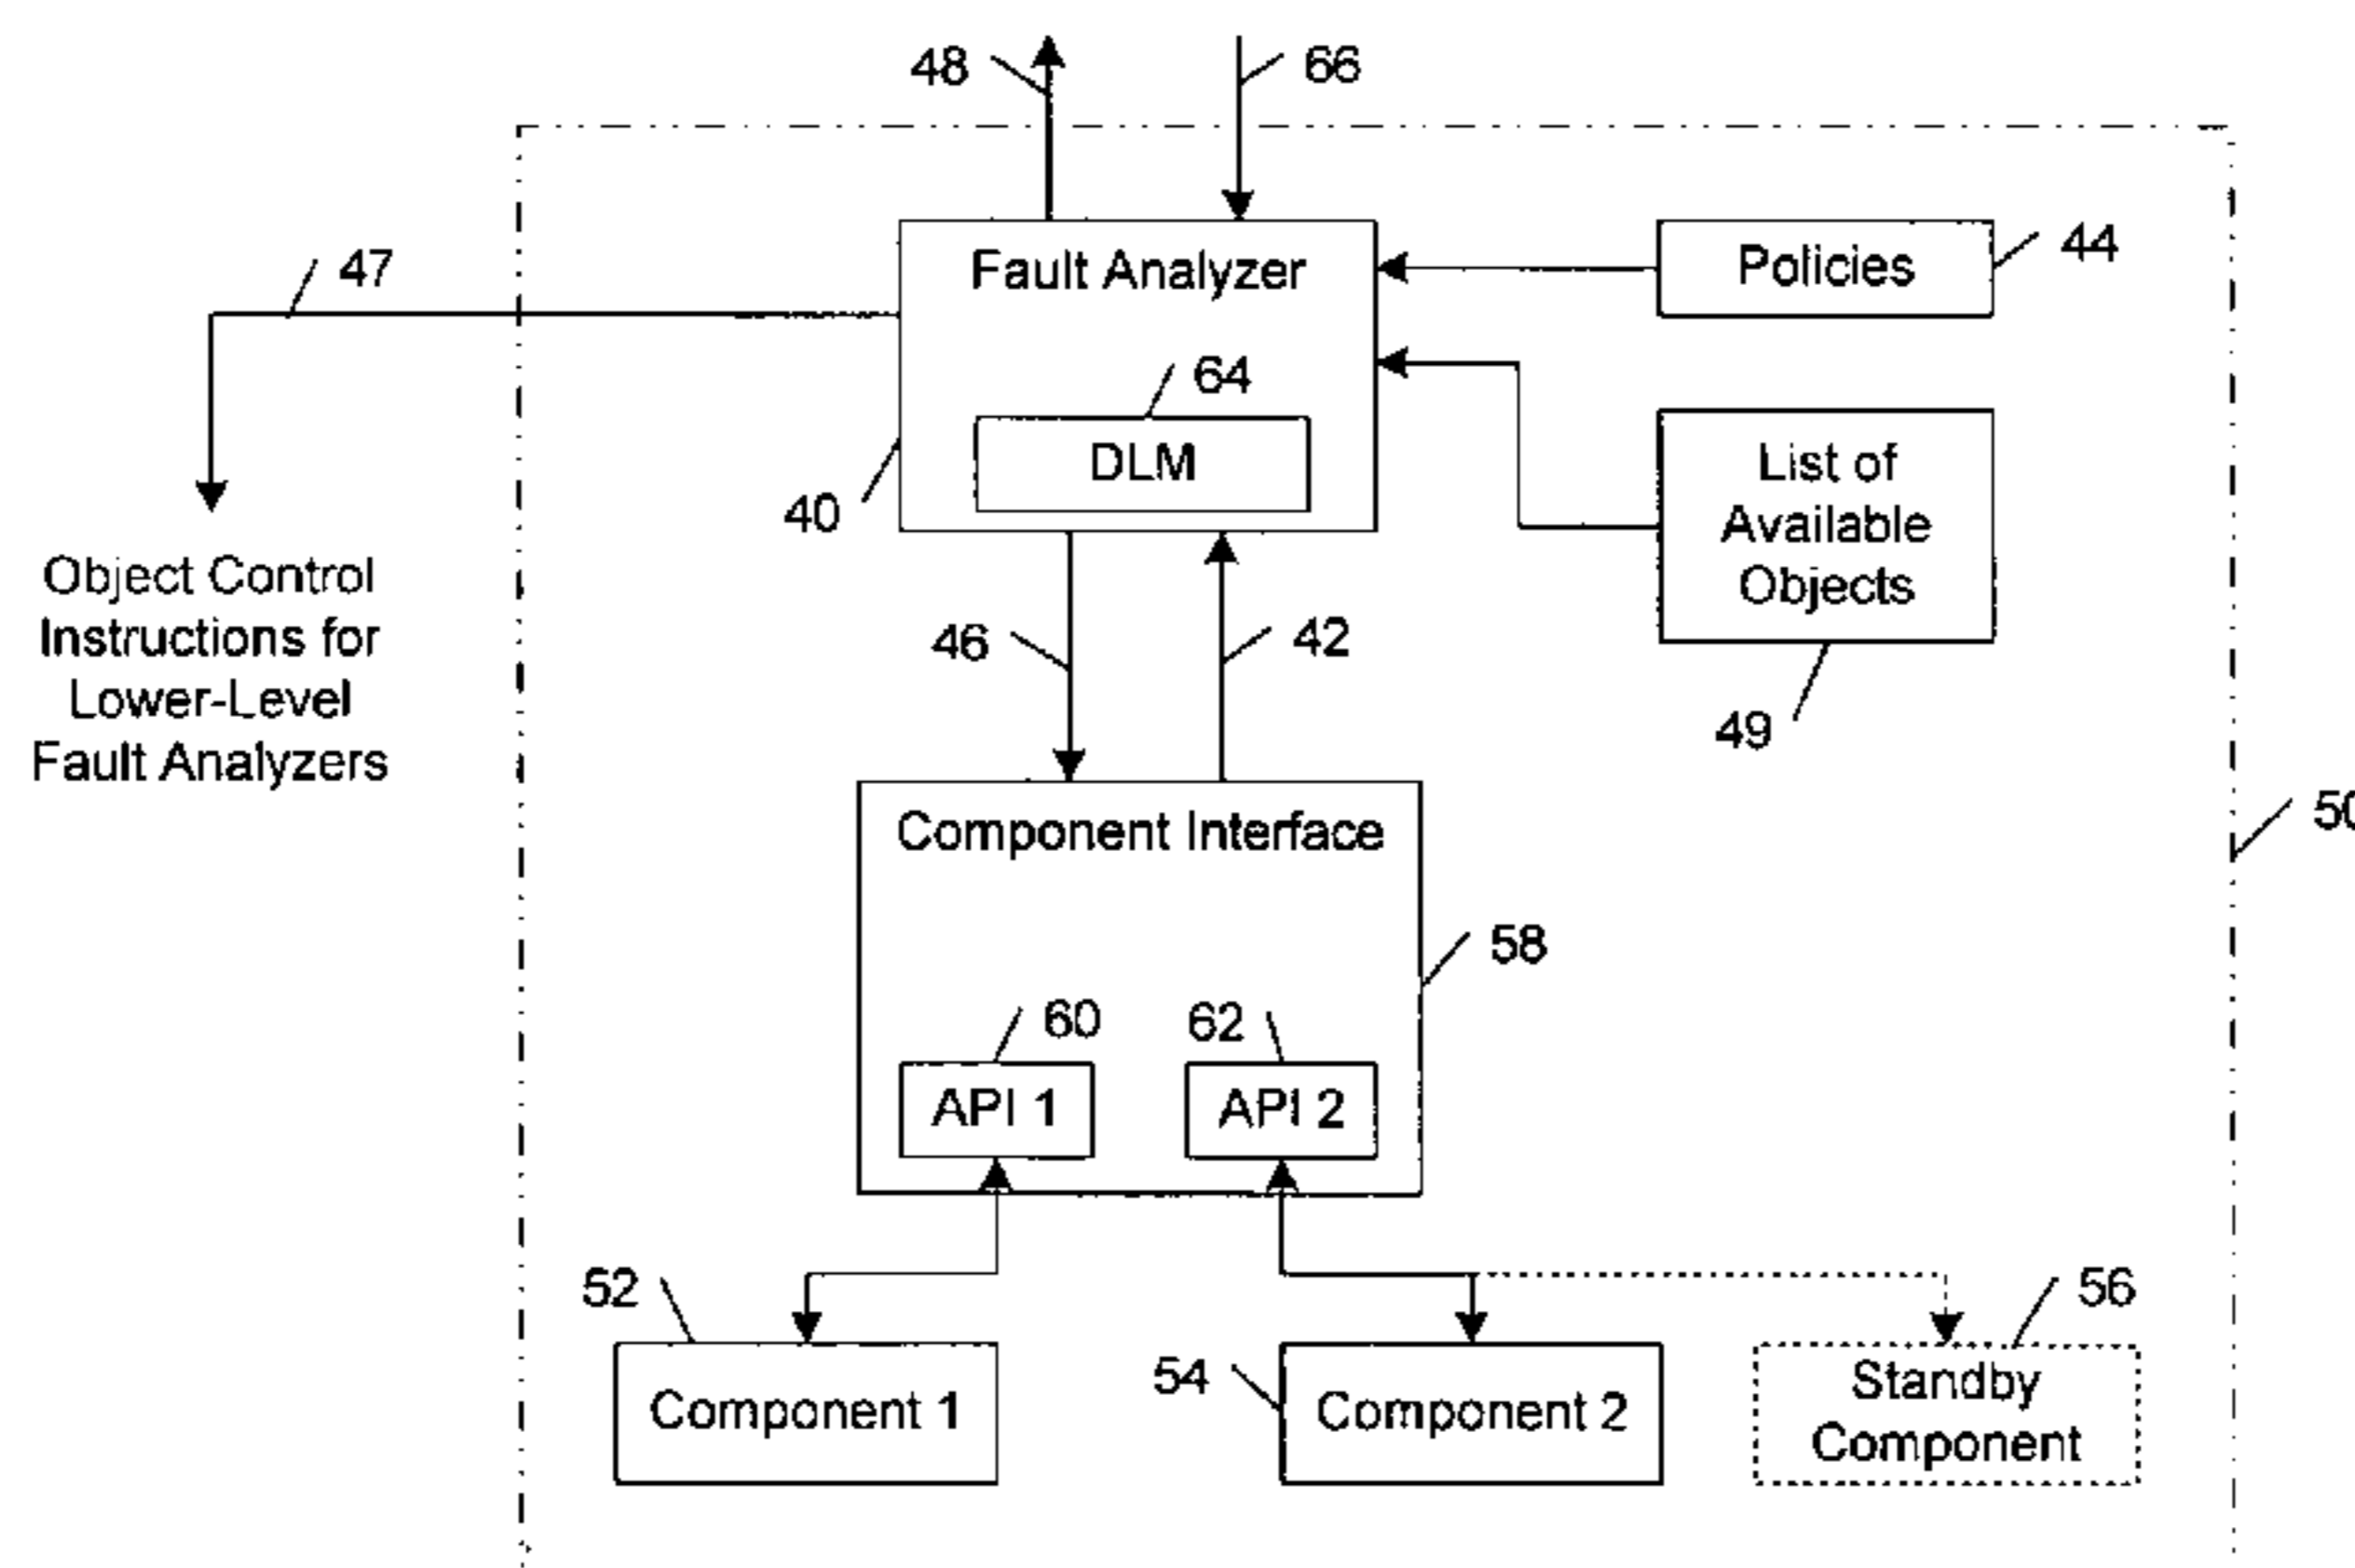 48
66
Fault Analyzer
Policies
44
47
64
DLM
40
List of
Available
Objects
49
Object Control
Instructions for
Lower-Level
Fault Analyzers
46
42
Component Interface
50
58
60
62
API 1
API 2
52
Component 1
54
Component 2
56
Standby
Component